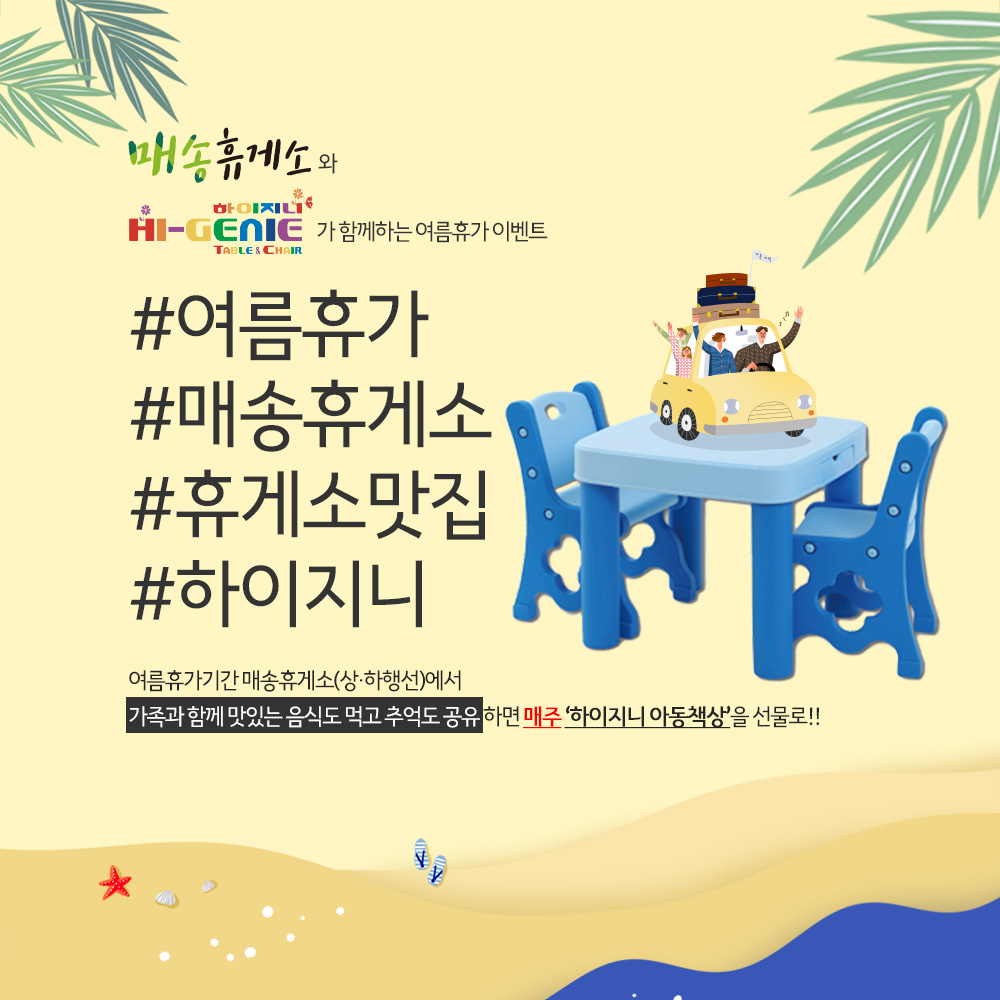 매송휴게소와
하이지니
HI-GENIE
TABLE & CHAIR
가 함께하는 여름휴가 이벤트
#여름휴가
#매송휴게소
#휴게소맛집
#하이지니
여름휴가기간 매송휴게소(상·하행선)에서
가족과 함께 맛있는 음식도 먹고 추억도 공유하면 매주 ‘하이지니 아동책상’을 선물로!!